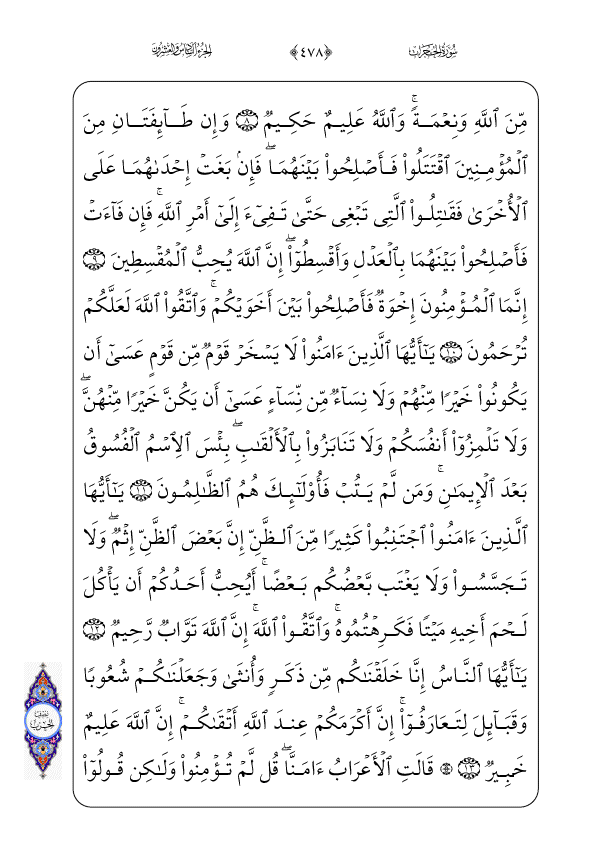 سُورَةُ الحُجُرَات ﴿٤٧٨﴾ الجُزْءُ السَّادِسُ وَالعِشْرُونَ
مِّنَ ٱللَّهِ وَنِعْمَةًۚ وَٱللَّهُ عَلِيمٌ حَكِيمٌ ۝٨ وَإِن طَآئِفَتَانِ مِنَ
ٱلْمُؤْمِنِينَ ٱقْتَتَلُوا۟ فَأَصْلِحُوا۟ بَيْنَهُمَاۖ فَإِنۢ بَغَتْ إِحْدَىٰهُمَا عَلَى
ٱلْأُخْرَىٰ فَقَٰتِلُوا۟ ٱلَّتِى تَبْغِى حَتَّىٰ تَفِىٓءَ إِلَىٰٓ أَمْرِ ٱللَّهِۚ فَإِن فَآءَتْ
فَأَصْلِحُوا۟ بَيْنَهُمَا بِٱلْعَدْلِ وَأَقْسِطُوٓا۟ۖ إِنَّ ٱللَّهَ يُحِبُّ ٱلْمُقْسِطِينَ ۝٩
إِنَّمَا ٱلْمُؤْمِنُونَ إِخْوَةٌ فَأَصْلِحُوا۟ بَيْنَ أَخَوَيْكُمْۚ وَٱتَّقُوا۟ ٱللَّهَ لَعَلَّكُمْ
تُرْحَمُونَ ۝١٠ يَٰٓأَيُّهَا ٱلَّذِينَ ءَامَنُوا۟ لَا يَسْخَرْ قَوْمٌ مِّن قَوْمٍ عَسَىٰٓ أَن
يَكُونُوا۟ خَيْرًا مِّنْهُمْ وَلَا نِسَآءٌ مِّن نِّسَآءٍ عَسَىٰٓ أَن يَكُنَّ خَيْرًا مِّنْهُنَّۖ
وَلَا تَلْمِزُوٓا۟ أَنفُسَكُمْ وَلَا تَنَابَزُوا۟ بِٱلْأَلْقَٰبِۖ بِئْسَ ٱلِٱسْمُ ٱلْفُسُوقُ
بَعْدَ ٱلْإِيمَٰنِۚ وَمَن لَّمْ يَتُبْ فَأُو۟لَٰٓئِكَ هُمُ ٱلظَّٰلِمُونَ ۝١١ يَٰٓأَيُّهَا
ٱلَّذِينَ ءَامَنُوا۟ ٱجْتَنِبُوا۟ كَثِيرًا مِّنَ ٱلظَّنِّ إِنَّ بَعْضَ ٱلظَّنِّ إِثْمٌۖ وَلَا
تَجَسَّسُوا۟ وَلَا يَغْتَب بَّعْضُكُم بَعْضًاۚ أَيُحِبُّ أَحَدُكُمْ أَن يَأْكُلَ
لَحْمَ أَخِيهِ مَيْتًا فَكَرِهْتُمُوهُۚ وَٱتَّقُوا۟ ٱللَّهَۚ إِنَّ ٱللَّهَ تَوَّابٌ رَّحِيمٌ ۝١٢
يَٰٓأَيُّهَا ٱلنَّاسُ إِنَّا خَلَقْنَٰكُم مِّن ذَكَرٍ وَأُنثَىٰ وَجَعَلْنَٰكُمْ شُعُوبًا
وَقَبَآئِلَ لِتَعَارَفُوٓا۟ۚ إِنَّ أَكْرَمَكُمْ عِندَ ٱللَّهِ أَتْقَىٰكُمْۚ إِنَّ ٱللَّهَ عَلِيمٌ
خَبِيرٌ ۝١٣ ۞ قَالَتِ ٱلْأَعْرَابُ ءَامَنَّاۖ قُل لَّمْ تُؤْمِنُوا۟ وَلَٰكِن قُولُوٓا۟
نصف
الحزب